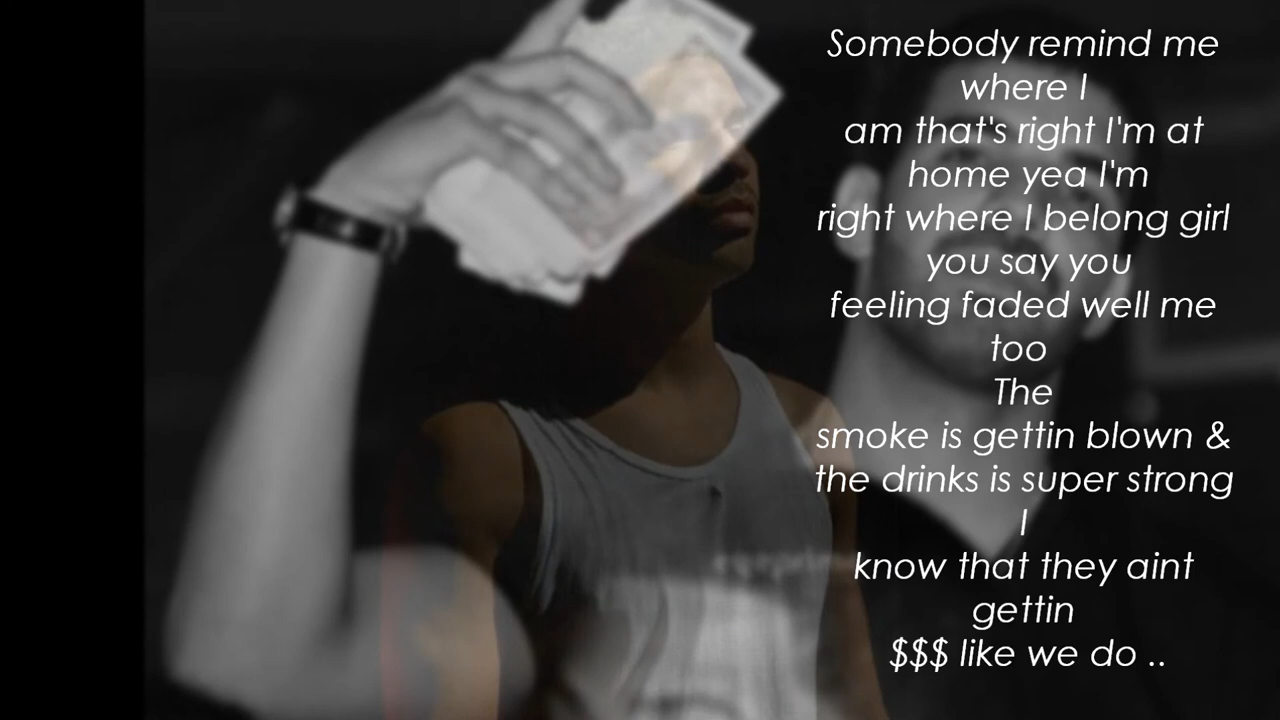 Somebody remind me
where I
am that's right I'm at
home yea I'm
right where I belong girl
you say you
feeling faded well me
too
The
smoke is gettin blown &
the drinks is super strong
I
know that they aint
gettin
$$$ like we do ..